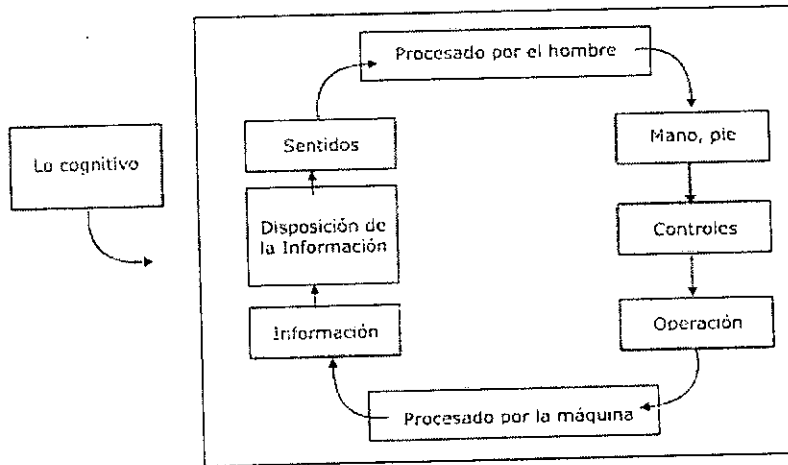 Procesado por el hombre
Lo cognitivo
Sentidos
Mano, pie
Disposición de
la Información
Controles
Información
Operación
Procesado por la máquina